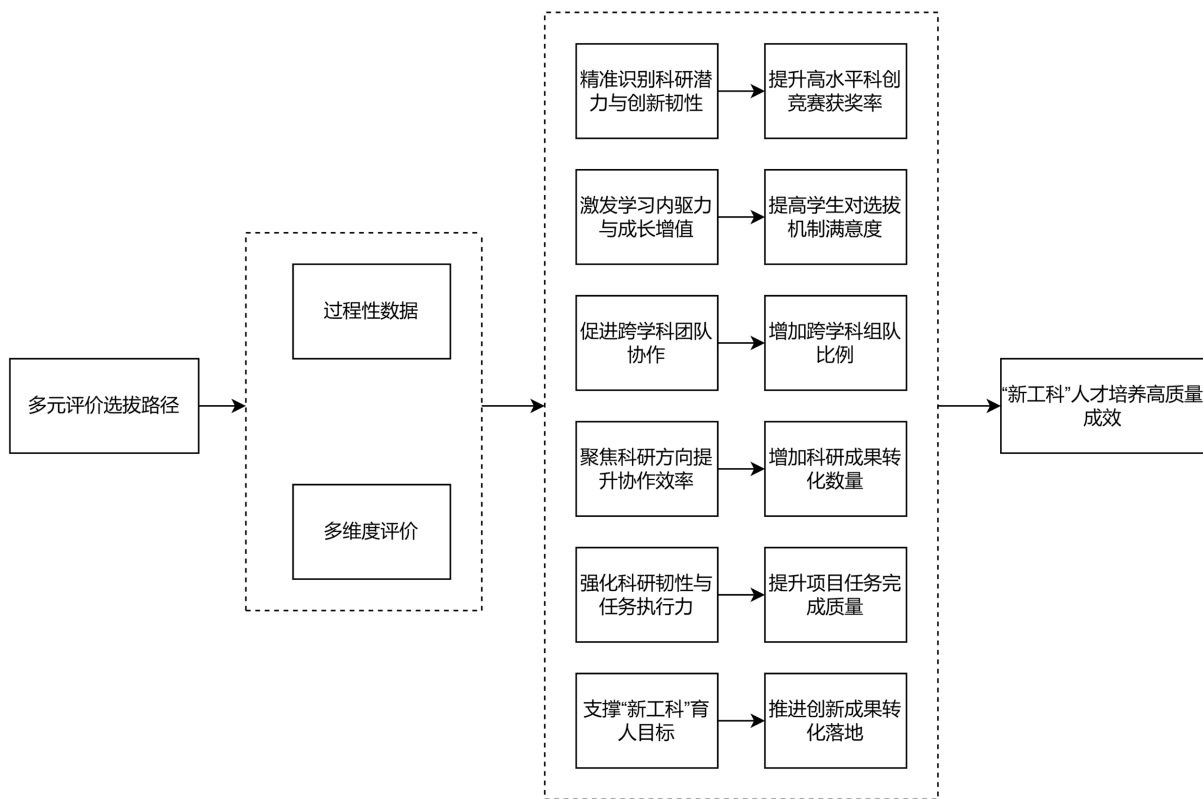 多元评价选拔路径
过程性数据
多维度评价
精准识别科研潜
力与创新韧性
提升高水平科创
竞赛获奖率
激发学习内驱力
与成长增值
提高学生对选拔
机制满意度
促进跨学科团队
协作
增加跨学科组队
比例
聚焦科研方向提
升协作效率
增加科研成果转
化数量
强化科研韧性与
任务执行力
提升项目任务完
成质量
支撑“新工科”育
人目标
推进创新成果转
化落地
“新工科”人才培养高质量
成效